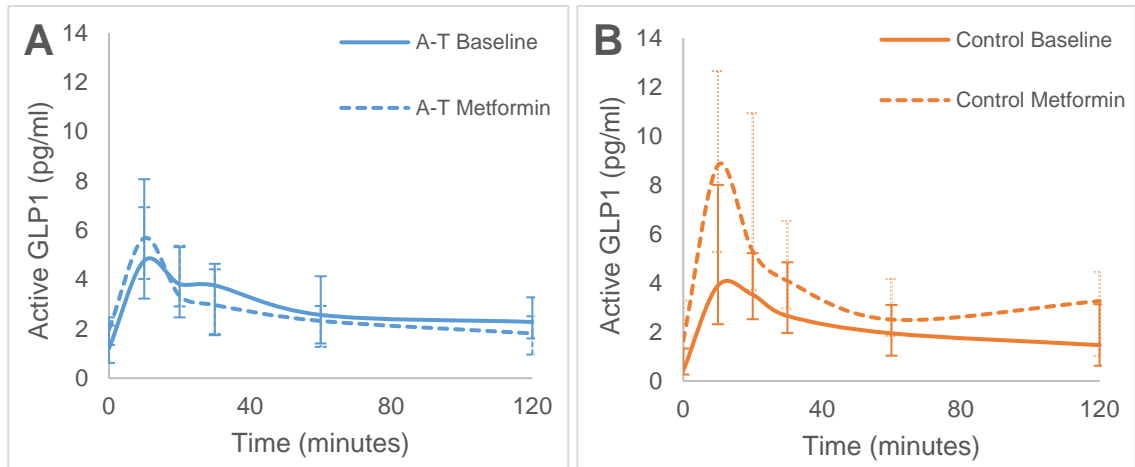 A
A-T Baseline
A-T Metformin
Active GLP1 (pg/ml)
14
12
10
8
6
4
2
0
0 40 80 120
Time (minutes)
B
Control Baseline
Control Metformin
Active GLP1 (pg/ml)
14
12
10
8
6
4
2
0
0 40 80 120
Time (minutes)